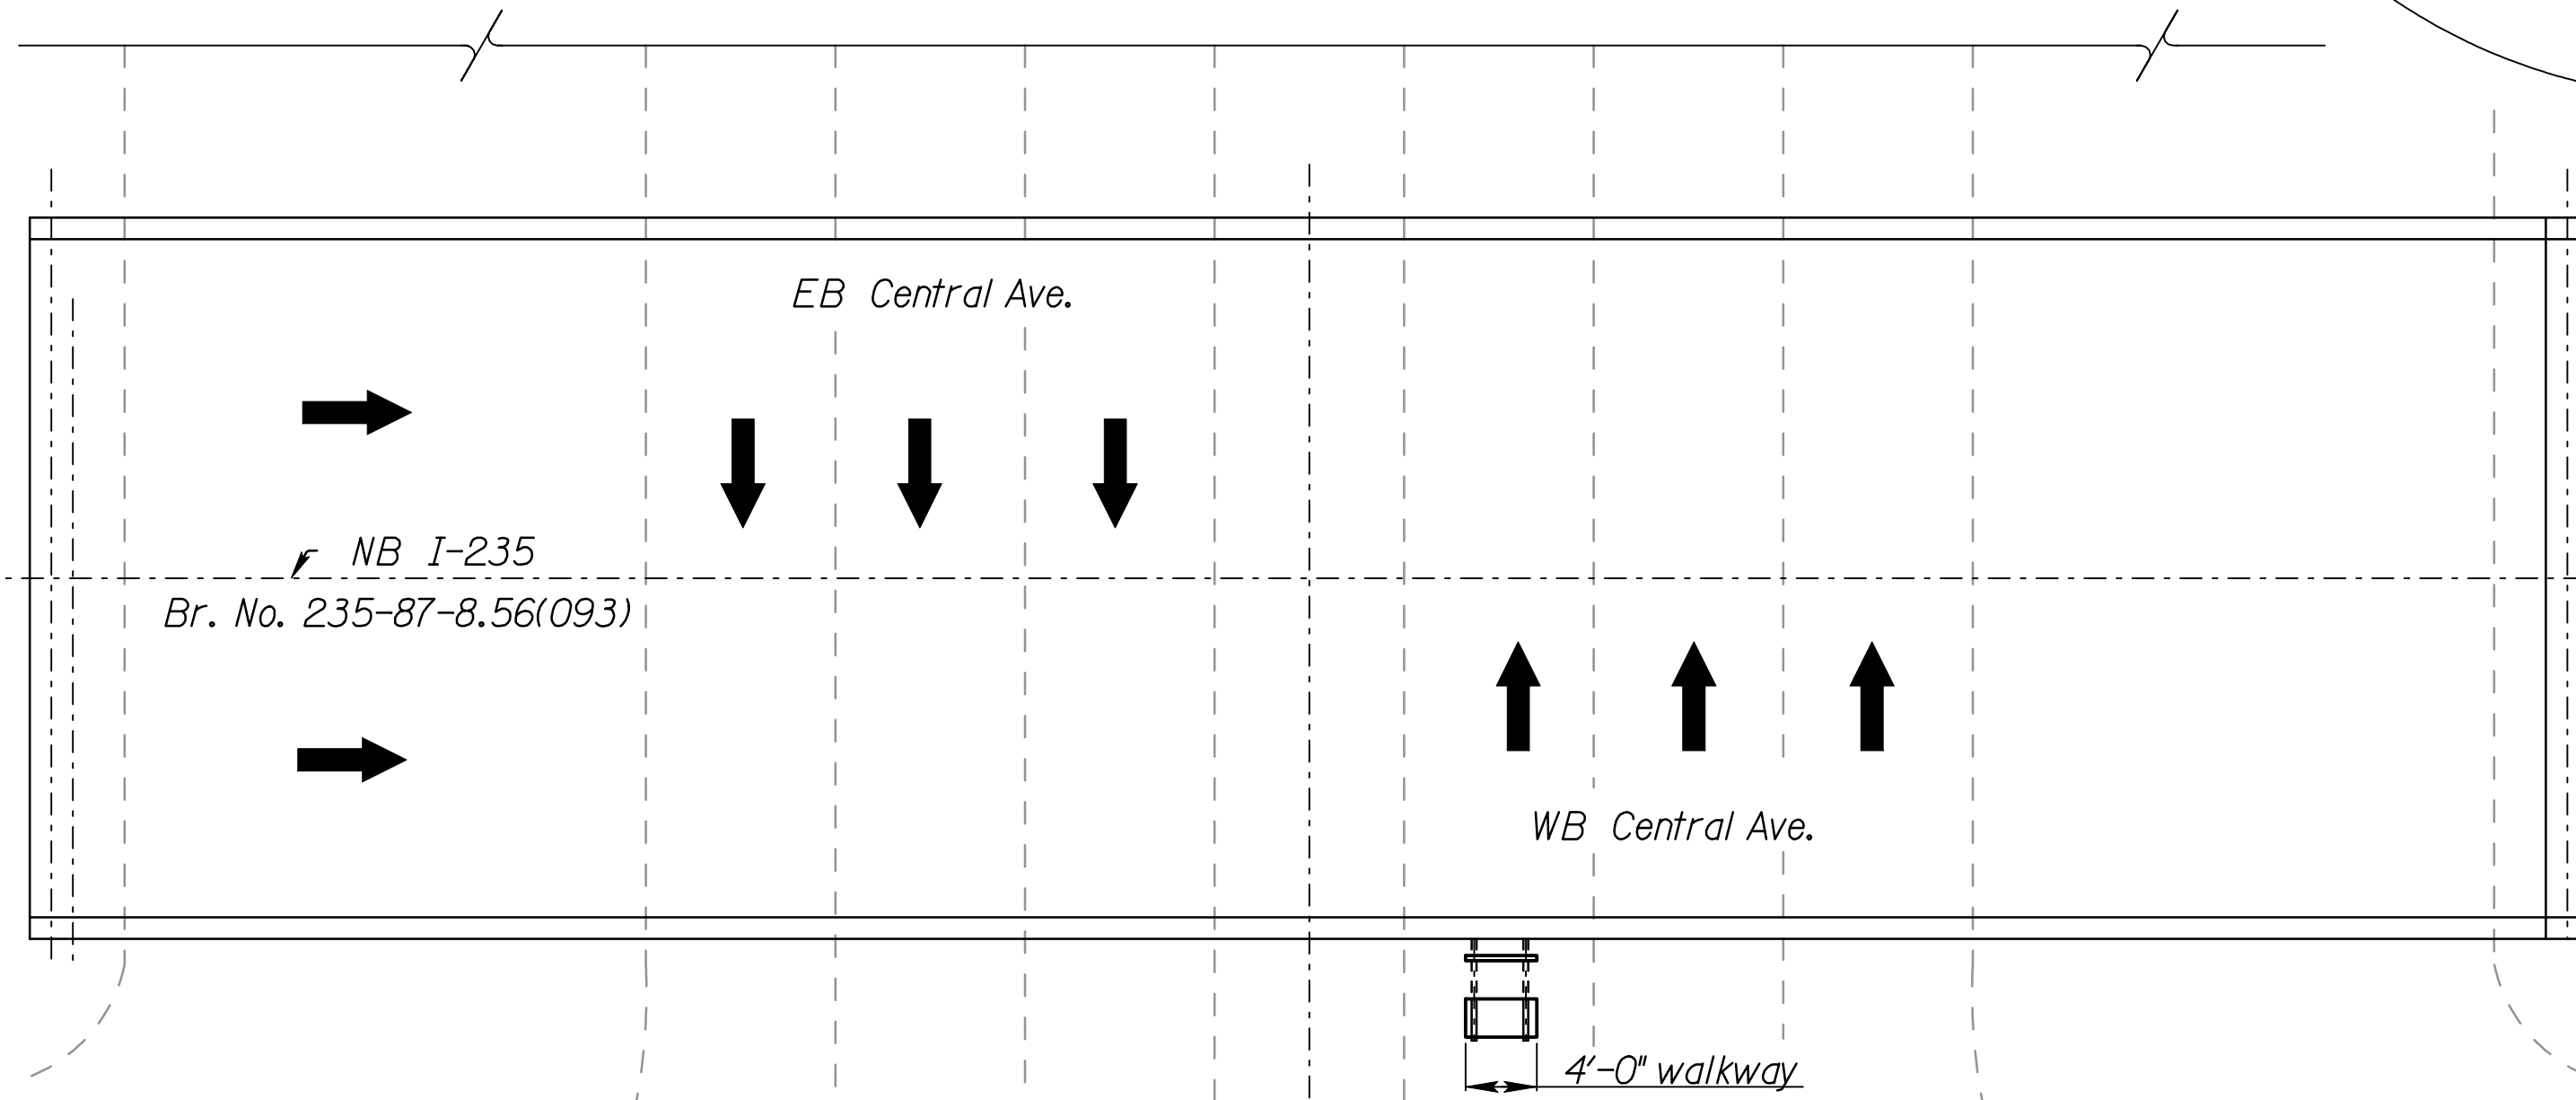 EB Central Ave.
NB I-235
Br. No. 235-87-8.56(093)
WB Central Ave.
4'-0" walkway